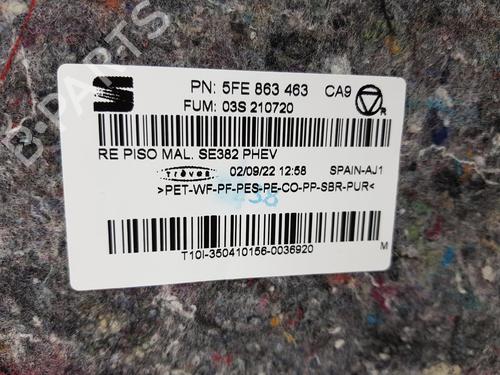 B-PARTS
PN: 5FE 863 463 CA9
FUM: 03S 210720 R
RE PISO MAL. SE382 PHEV
Trèves 02/09/22 12:58 SPAIN-AJ1
>PET-WF-PF-PES-PE-CO-PP-SBR-PUR<
T10I-350410156-0036920 M